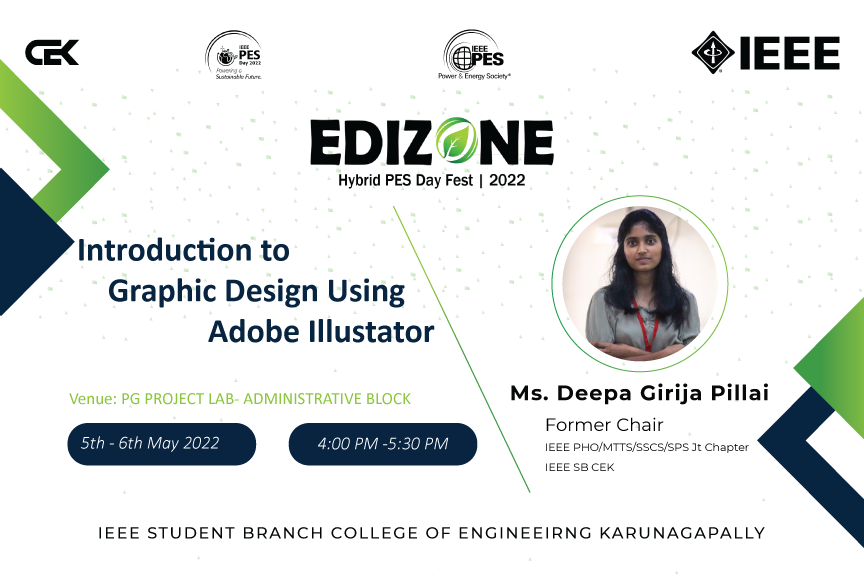 CEK
IEEE
PES
Day 2022
Powering a
Sustainable Future.
IEEE
PES
Power & Energy Society®
IEEE
EDIZONE
Hybrid PES Day Fest | 2022
Introduction to
Graphic Design Using
Adobe Illustator
Venue: PG PROJECT LAB- ADMINISTRATIVE BLOCK
5th - 6th May 2022
4:00 PM -5:30 PM
Ms. Deepa Girija Pillai
Former Chair
IEEE PHO/MTTS/SSCS/SPS Jt Chapter
IEEE SB CEK
IEEE STUDENT BRANCH COLLEGE OF ENGINEEIRNG KARUNAGAPALLY